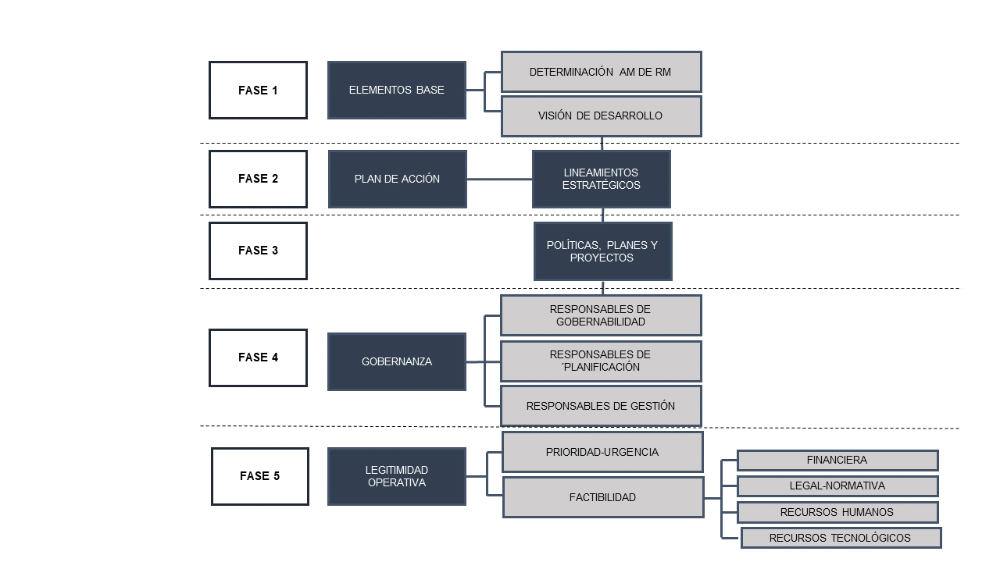 FASE 1
ELEMENTOS BASE
DETERMINACIÓN AM DE RM
VISIÓN DE DESARROLLO
FASE 2
PLAN DE ACCIÓN
LINEAMIENTOS
ESTRATÉGICOS
FASE 3
POLÍTICAS, PLANES Y
PROYECTOS
FASE 4
GOBERNANZA
RESPONSABLES DE
GOBERNABILIDAD
RESPONSABLES DE
´PLANIFICACIÓN
RESPONSABLES DE GESTIÓN
FASE 5
LEGITIMIDAD
OPERATIVA
PRIORIDAD-URGENCIA
FACTIBILIDAD
FINANCIERA
LEGAL-NORMATIVA
RECURSOS HUMANOS
RECURSOS TECNOLÓGICOS